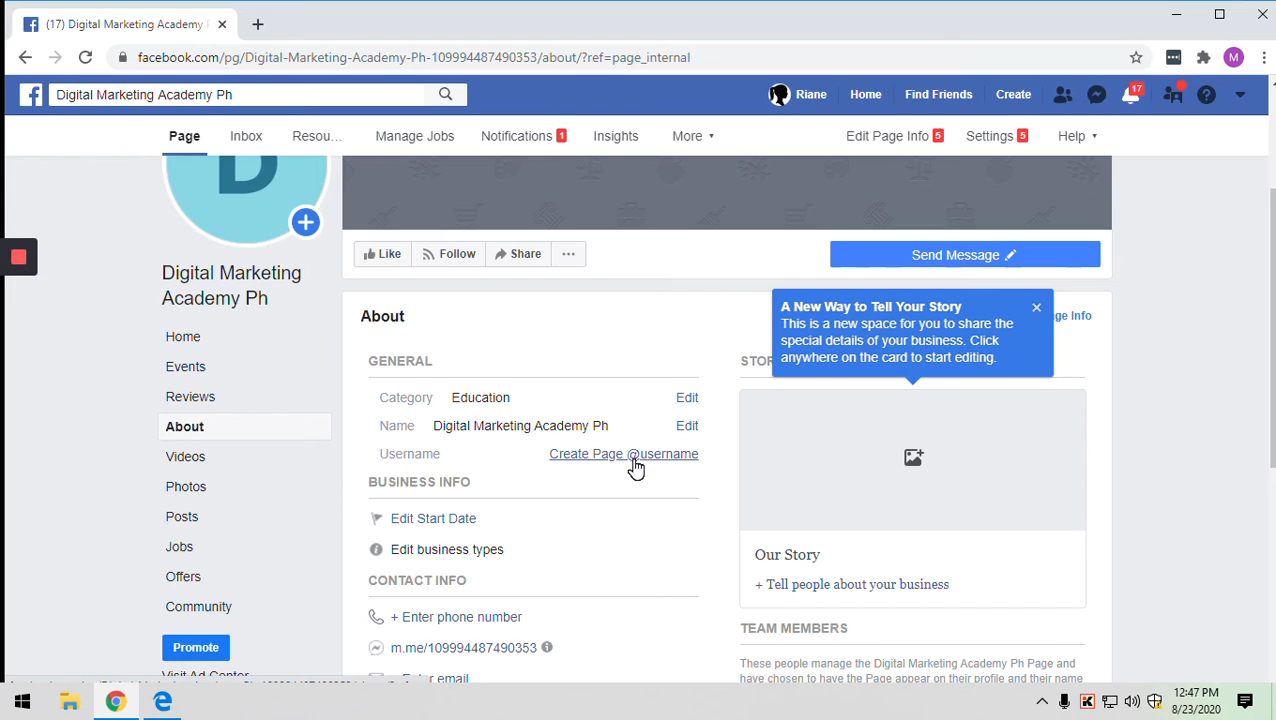 (17) Digital Marketing Academy
facebook.com/pg/Digital-Marketing-Academy-Ph-109994487490353/about/?ref=page_internal
M
Digital Marketing Academy Ph
Riane
Home
Find Friends
Create
17
Page
Inbox
Resou...
Manage Jobs
Notifications 1
Insights
More
Edit Page Info 5
Settings 5
Help
D
Like
Follow
Share
...
Send Message
Digital Marketing
Academy Ph
Home
Events
Reviews
About
Videos
Photos
Posts
Jobs
Offers
Community
Promote
Visit Ad Center
About
ge Info
A New Way to Tell Your Story
This is a new space for you to share the
special details of your business. Click
anywhere on the card to start editing.
GENERAL
Category Education Edit
Name Digital Marketing Academy Ph Edit
Username Create Page @username
BUSINESS INFO
Edit Start Date
Edit business types
CONTACT INFO
+ Enter phone number
m.me/109994487490353
Enter email
STOR
Our Story
+ Tell people about your business
TEAM MEMBERS
These people manage the Digital Marketing Academy Ph Page and
have chosen to have the Page appear on their profile and their name
12:47 PM
8/23/2020